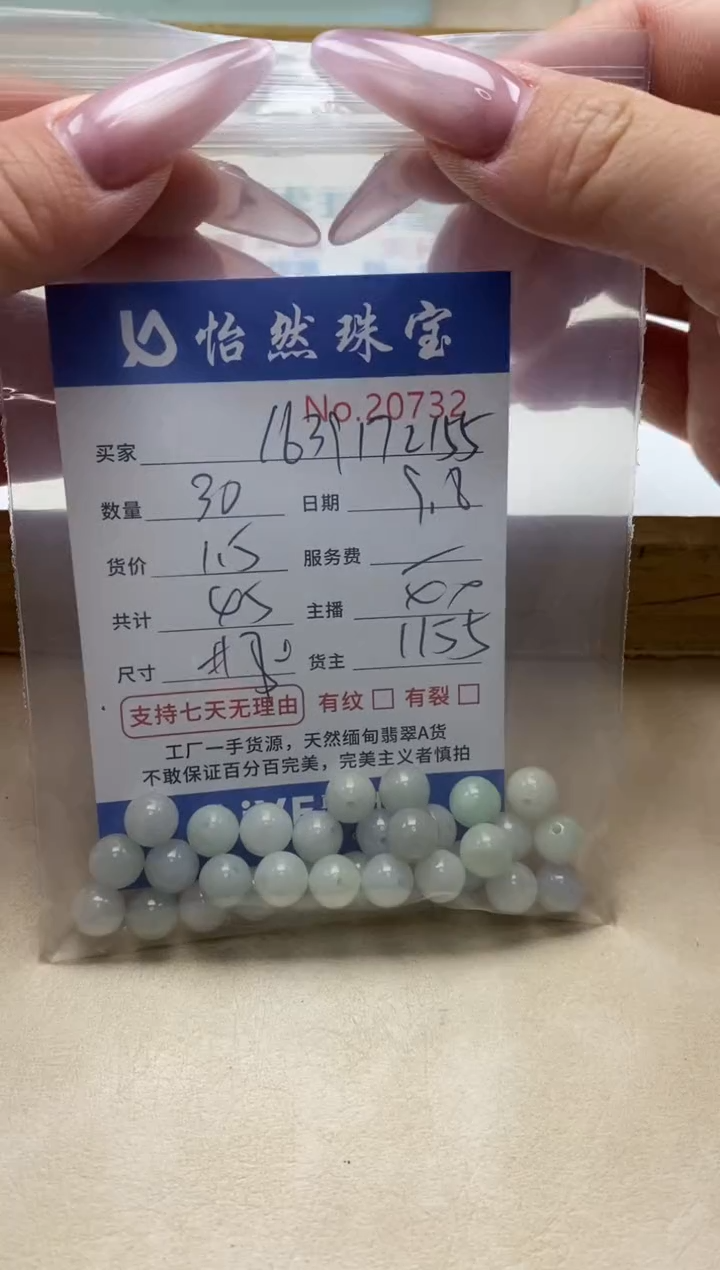 怡然珠宝
No.20732
买家 1639172155
数量 30 日期 9.8
货价 1.5 服务费
共计 45 主播
尺寸 货主 1155
支持七天无理由 有纹 有裂
工厂一手货源，天然缅甸翡翠A货
不敢保证百分百完美，完美主义者慎拍